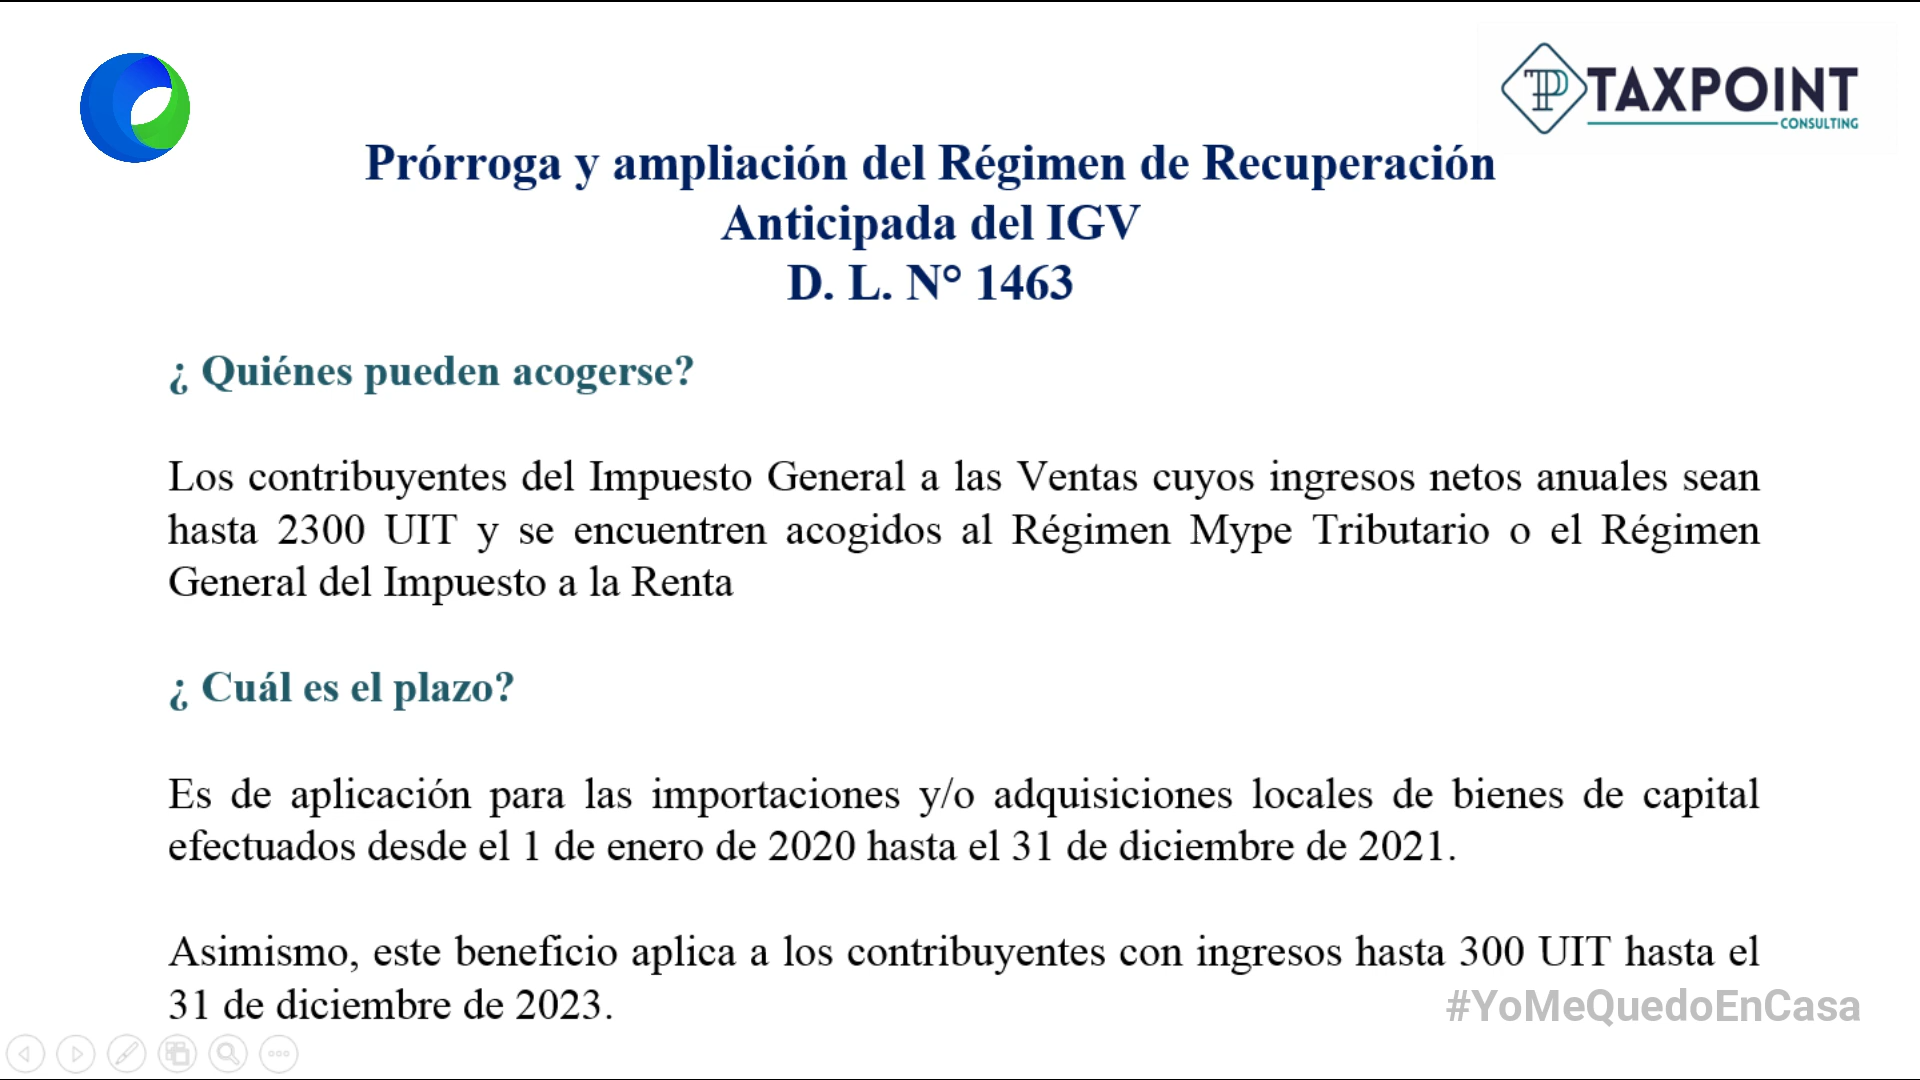 TAXPOINT
CONSULTING
Prórroga y ampliación del Régimen de Recuperación
Anticipada del IGV
D. L. N° 1463
¿ Quiénes pueden acogerse?
Los contribuyentes del Impuesto General a las Ventas cuyos ingresos netos anuales sean
hasta 2300 UIT y se encuentren acogidos al Régimen Mype Tributario o el Régimen
General del Impuesto a la Renta
¿ Cuál es el plazo?
Es de aplicación para las importaciones y/o adquisiciones locales de bienes de capital
efectuados desde el 1 de enero de 2020 hasta el 31 de diciembre de 2021.
Asimismo, este beneficio aplica a los contribuyentes con ingresos hasta 300 UIT hasta el
31 de diciembre de 2023.
#YoMeQuedoEnCasa